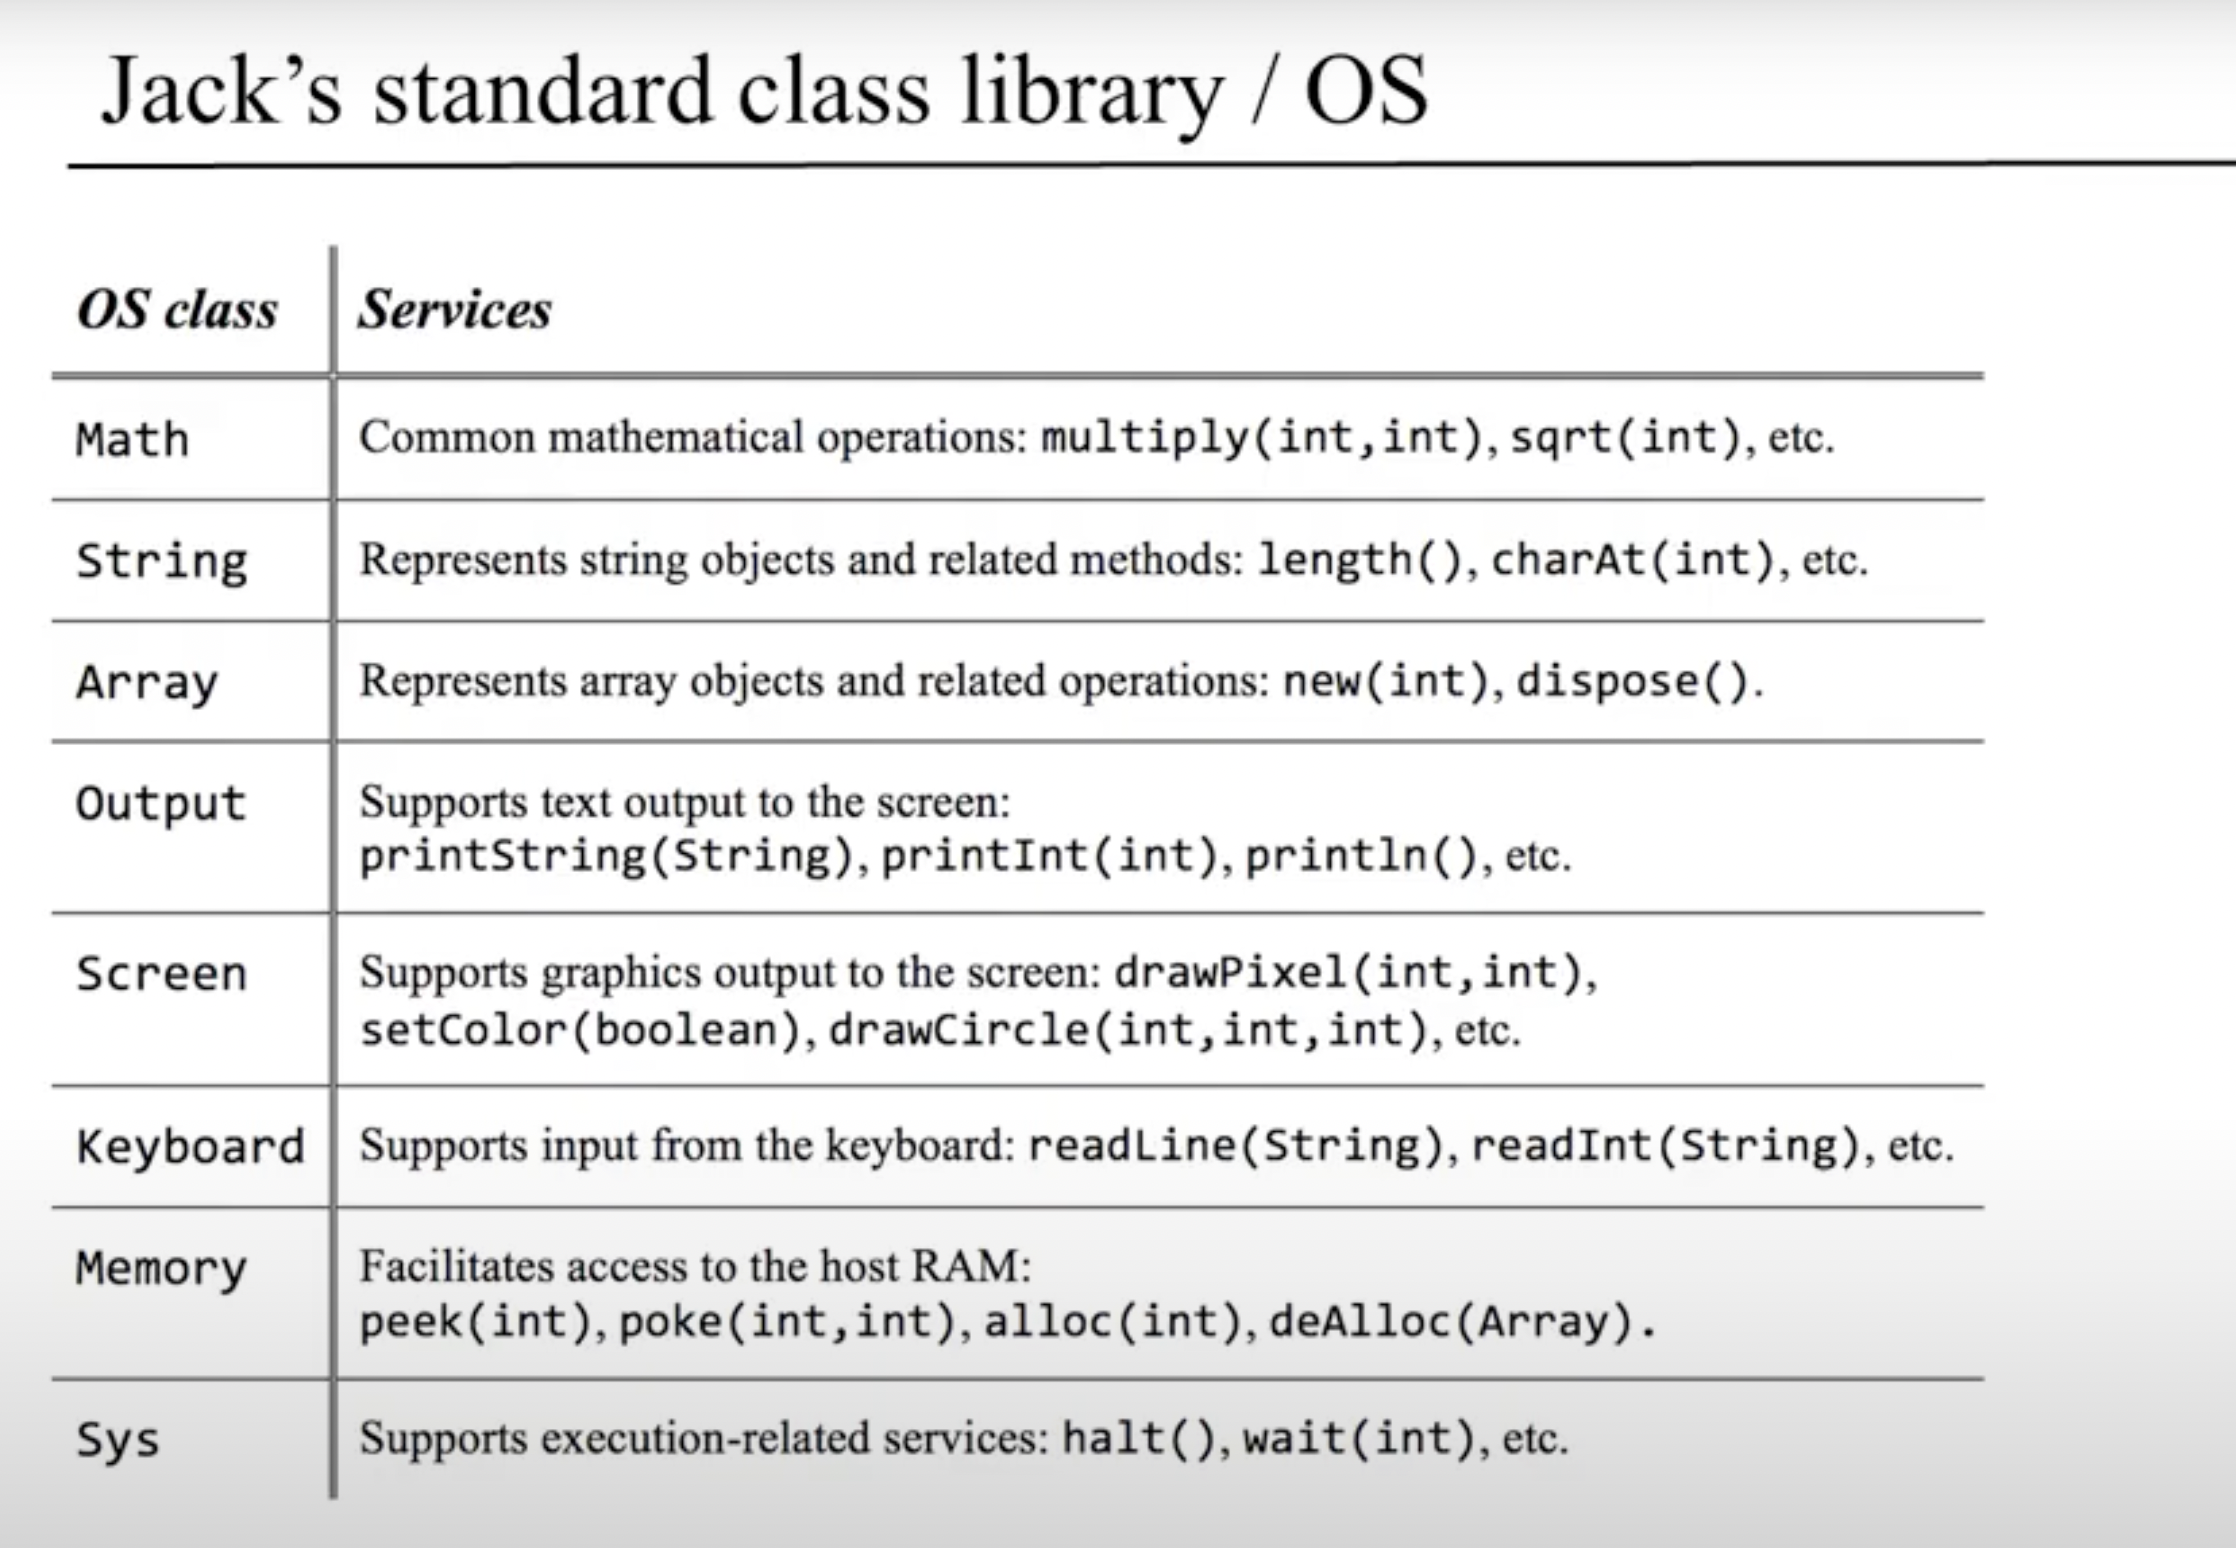 Jack’s standard class library / OS
OS class Services
Math Common mathematical operations: multiply(int,int), sqrt(int), etc.
String Represents string objects and related methods: length(), charAt(int), etc.
Array Represents array objects and related operations: new(int), dispose().
Output Supports text output to the screen:
printString(String), printInt(int), println(), etc.
Screen Supports graphics output to the screen: drawPixel(int,int),
setColor(boolean), drawCircle(int,int,int), etc.
Keyboard Supports input from the keyboard: readLine(String), readInt(String), etc.
Memory Facilitates access to the host RAM:
peek(int), poke(int,int), alloc(int), deAlloc(Array).
Sys Supports execution-related services: halt(), wait(int), etc.